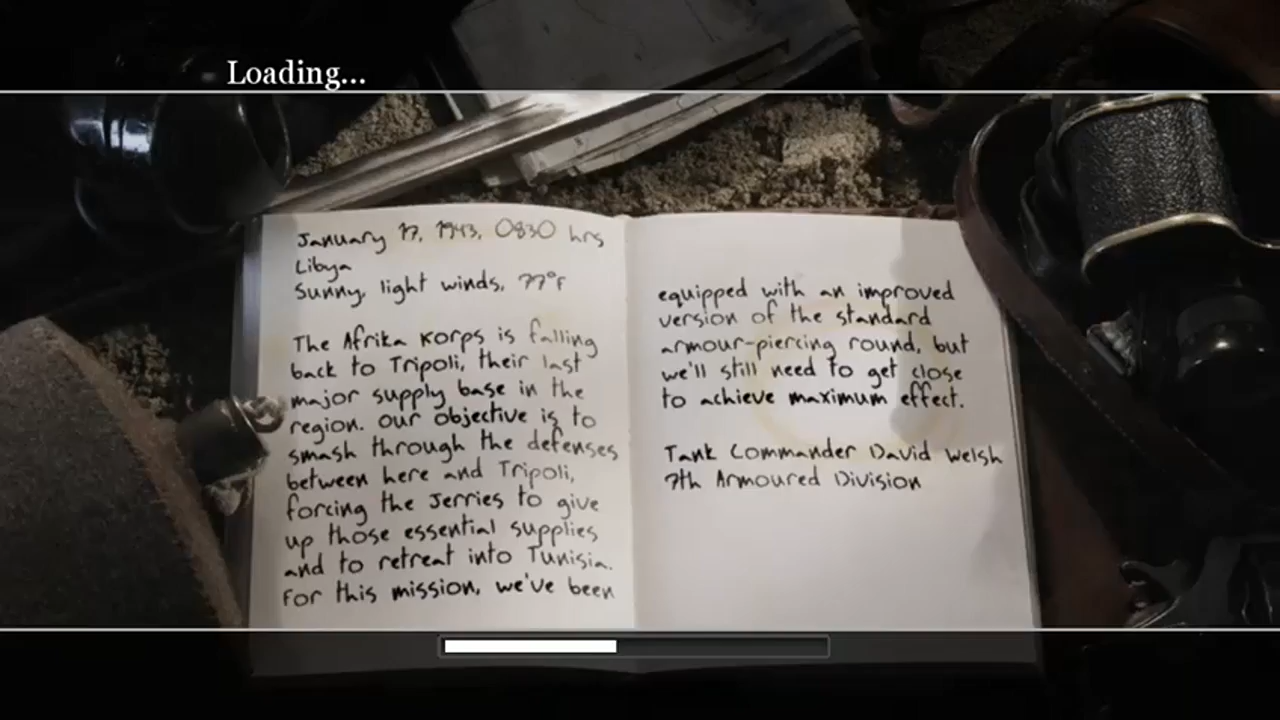 Loading...
January 17, 1943, 0830 hrs
Libya
Sunny, light winds, 77°F
The Afrika Korps is falling
back to Tripoli, their last
major supply base in the
region. Our objective is to
smash through the defenses
between here and Tripoli,
forcing the Jerries to give
up those essential supplies
and to retreat into Tunisia.
For this mission, we've been
equipped with an improved
version of the standard
armour-piercing round, but
we'll still need to get close
to achieve maximum effect.
Tank Commander David Welsh
7th Armoured Division